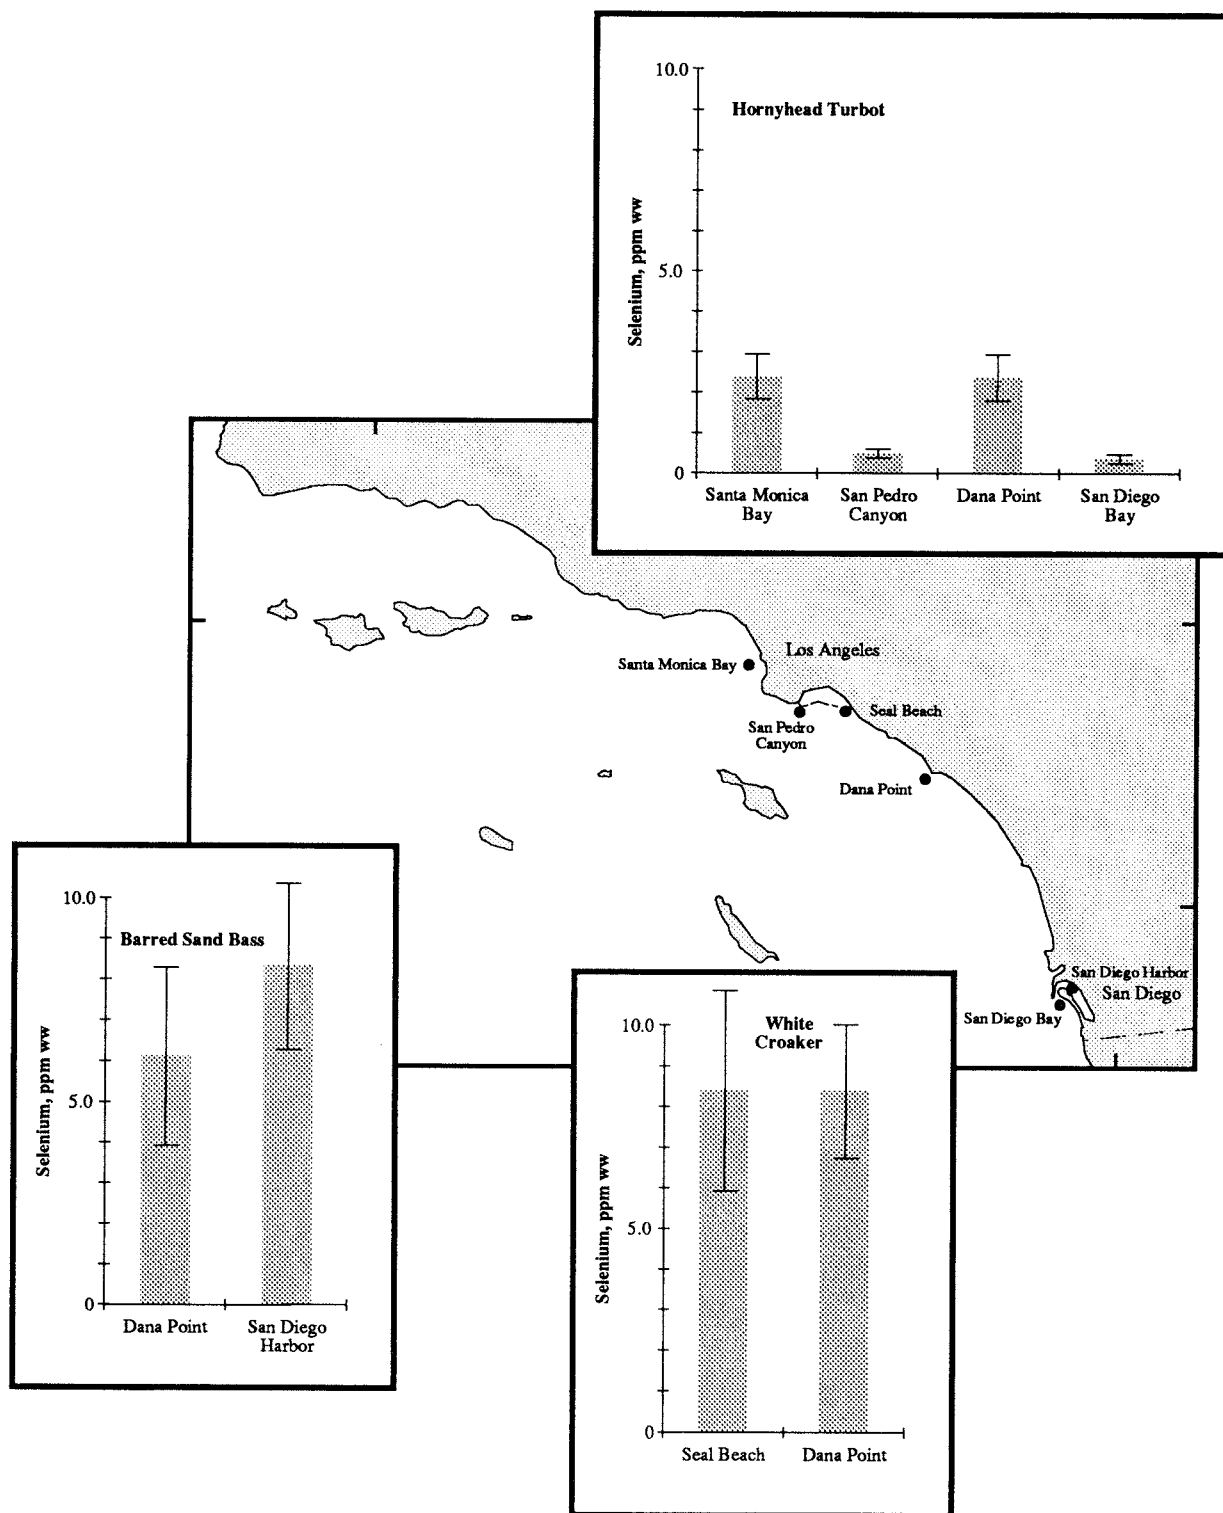 10.0
Hornyhead Turbot
Selenium, ppm ww
5.0
0
Santa Monica
Bay
San Pedro
Canyon
Dana Point
San Diego
Bay
Los Angeles
Santa Monica Bay
Seal Beach
San Pedro
Canyon
Dana Point
San Diego Harbor
San Diego
San Diego Bay
10.0
Barred Sand Bass
Selenium, ppm ww
5.0
0
Dana Point
San Diego
Harbor
10.0
White
Croaker
Selenium, ppm ww
5.0
0
Seal Beach
Dana Point